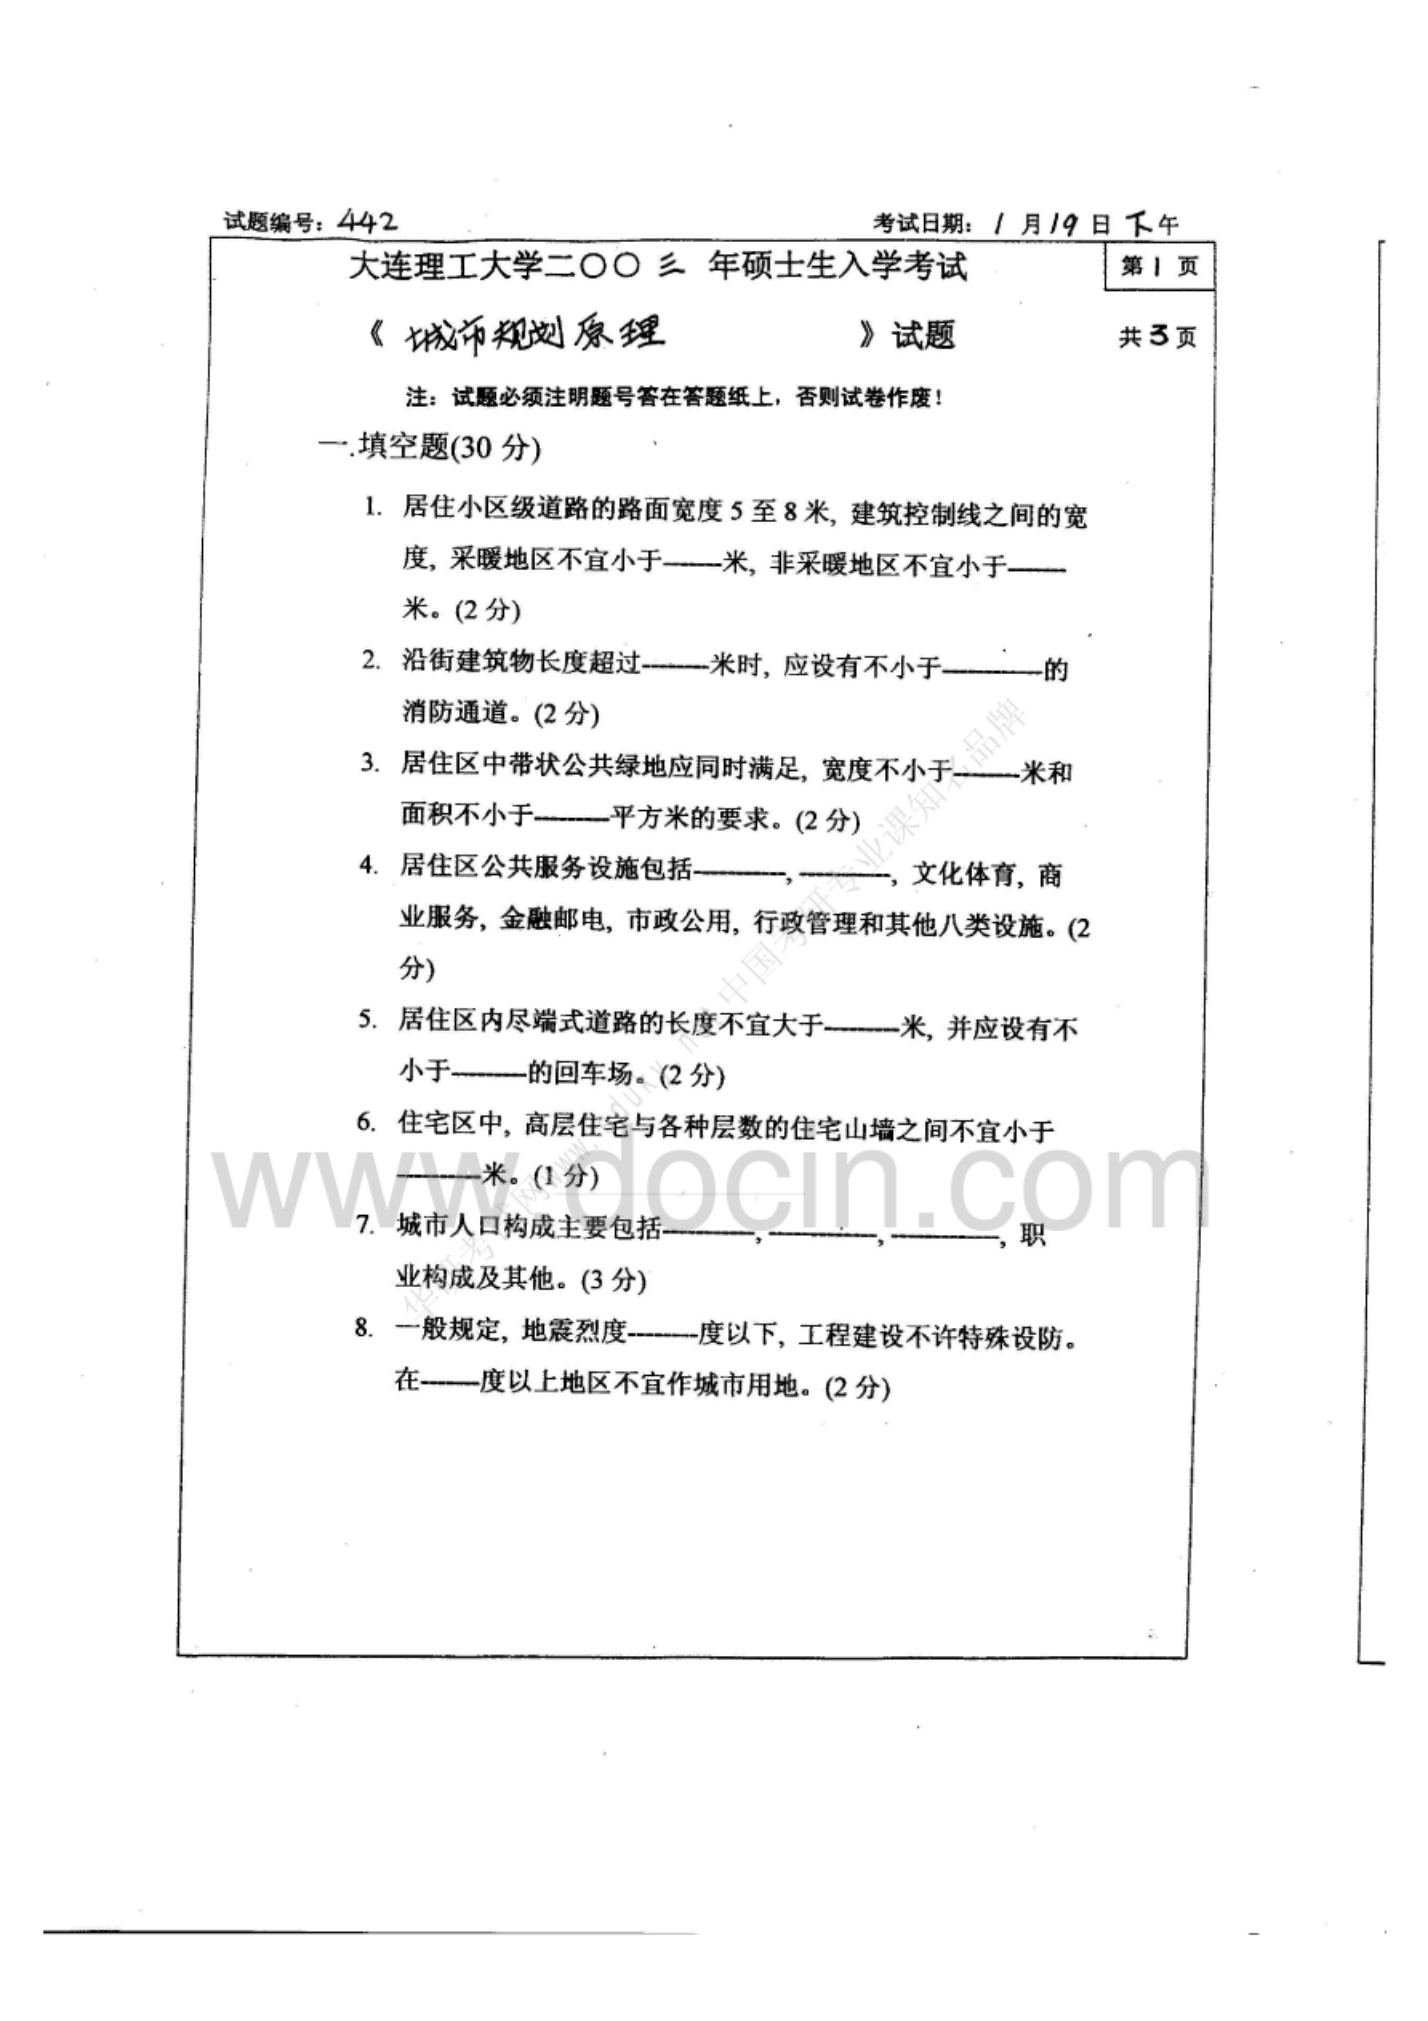 试题编号：442
考试日期： 1 月 19 日 下 午
大连理工大学二〇〇 三 年硕士生入学考试
第 1 页
《 城市规划原理 》试题
共 3 页
注：试题必须注明题号答在答题纸上，否则试卷作废！
一.填空题(30 分)
1. 居住小区级道路的路面宽度 5 至 8 米, 建筑控制线之间的宽
度, 采暖地区不宜小于------米, 非采暖地区不宜小于------
米。(2 分)
2. 沿街建筑物长度超过-------米时, 应设有不小于----------的
消防通道。(2 分)
3. 居住区中带状公共绿地应同时满足, 宽度不小于-------米和
面积不小于--------平方米的要求。(2 分)
4. 居住区公共服务设施包括----------, ----------, 文化体育, 商
业服务, 金融邮电, 市政公用, 行政管理和其他八类设施。(2
分)
5. 居住区内尽端式道路的长度不宜大于--------米, 并应设有不
小于--------的回车场。(2 分)
6. 住宅区中, 高层住宅与各种层数的住宅山墙之间不宜小于
---------米。(1 分)
7. 城市人口构成主要包括----------, -----------, -----------, 职
业构成及其他。(3 分)
8. 一般规定, 地震烈度-------度以下, 工程建设不许特殊设防。
在------度以上地区不宜作城市用地。(2 分)
www.docin.com